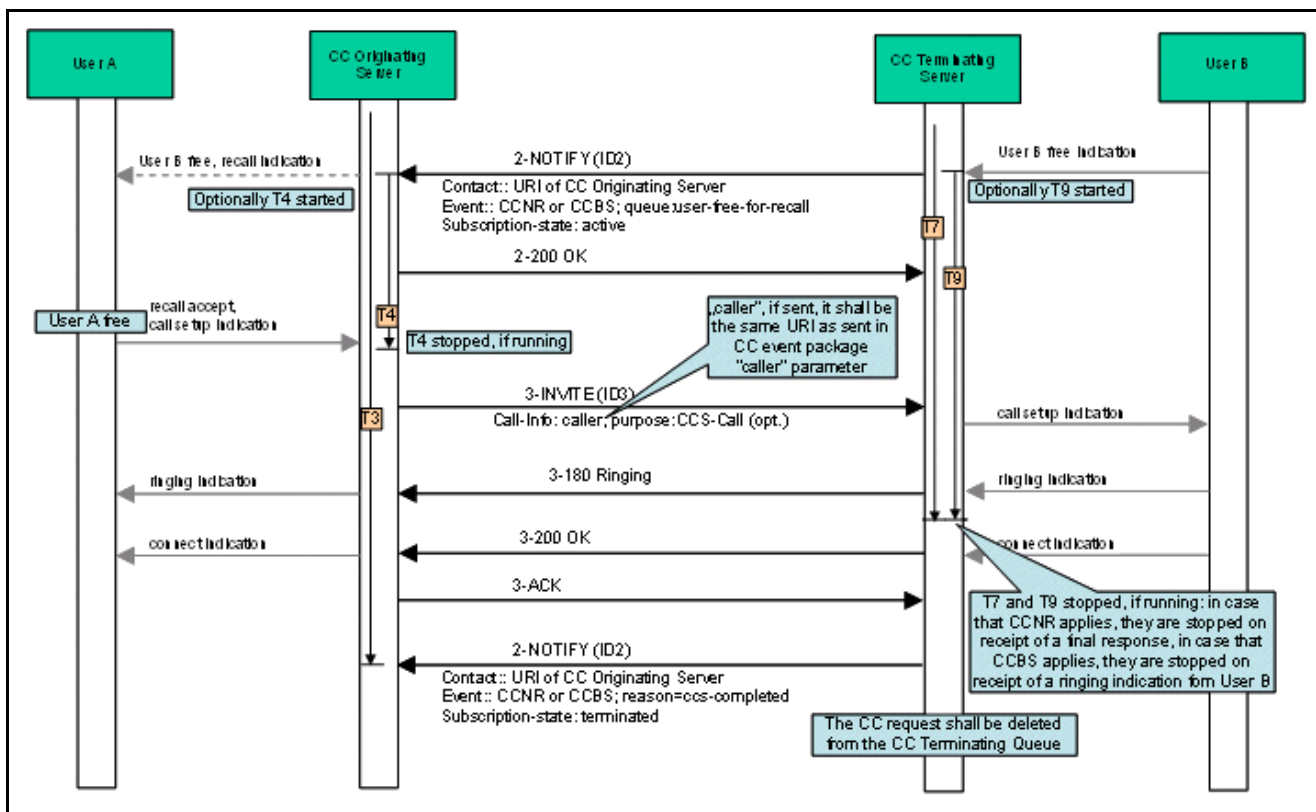 User A
CC Originating
Server
CC Terminating
Server
User B
User B free, recall indication
2-NOTIFY (ID2)
User B free indication
Optionally T4 started
Contact:: URI of CC Originating Server
Event:: CCNR or CCBS; queue:user-free-for-recall
Subscription-state: active
Optionally T9 started
T7
2-200 OK
T9
recall accept,
call setup indication
User A free
T4
T4 stopped, if running
„caller", if sent, it shall be
the same URI as sent in
CC event package
"caller" parameter
3-INVITE (ID3)
Call-Info: caller; purpose:CCS-Call (opt.)
T3
call setup indication
ringing indication
3-180 Ringing
ringing indication
connect indication
3-200 OK
connect indication
3-ACK
T7 and T9 stopped, if running: in case
that CCNR applies, they are stopped on
receipt of a final response, in case that
CCBS applies, they are stopped on
receipt of a ringing indication forn User B
2-NOTIFY (ID2)
Contact:: URI of CC Originating Server
Event:: CCNR or CCBS; reason=ccs-completed
Subscription-state: terminated
The CC request shall be deleted
from the CC Terminating Queue